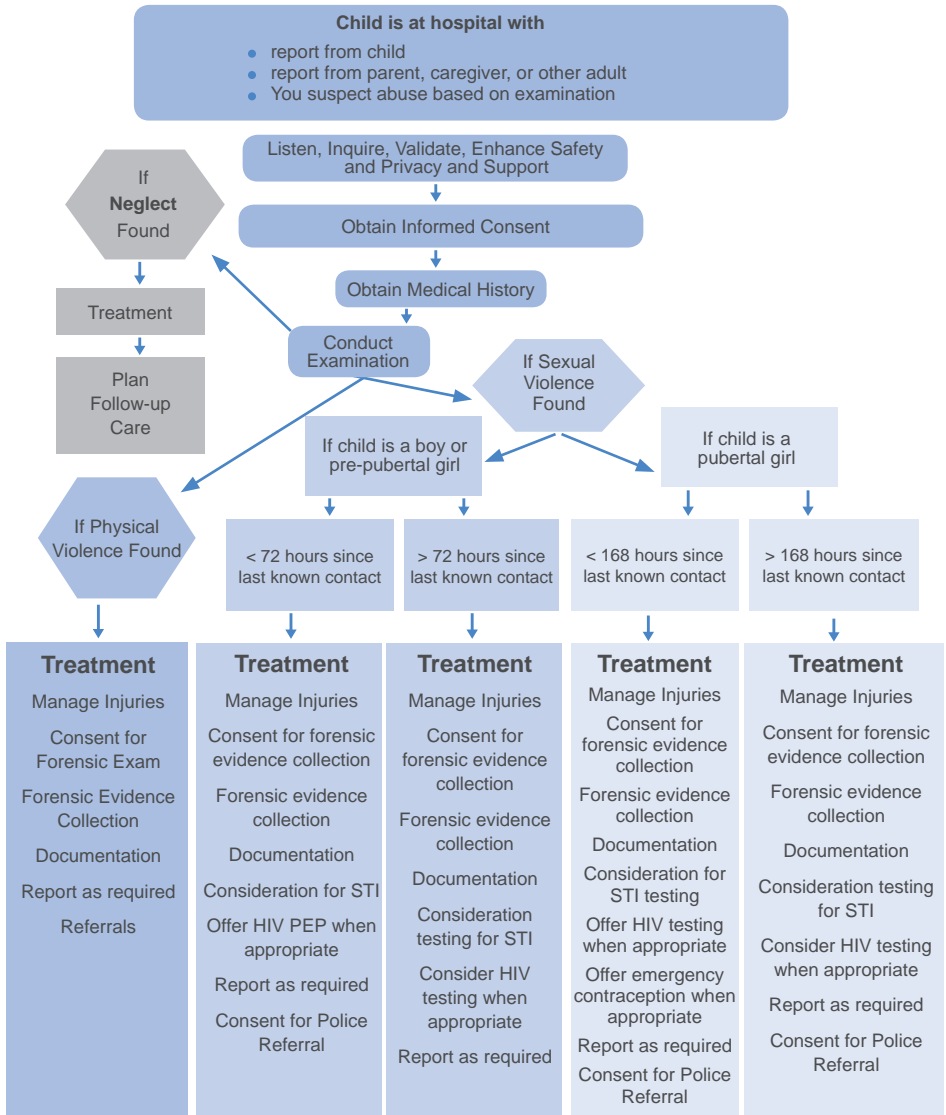 Child is at hospital with
report from child
report from parent, caregiver, or other adult
You suspect abuse based on examination
Listen, Inquire, Validate, Enhance Safety
and Privacy and Support
Obtain Informed Consent
Obtain Medical History
Conduct
Examination
If
Neglect
Found
Treatment
Plan
Follow-up
Care
If Sexual
Violence
Found
If child is a boy or
pre-pubertal girl
If child is a
pubertal girl
If Physical
Violence Found
< 72 hours since
last known contact
> 72 hours since
last known contact
< 168 hours since
last known contact
> 168 hours since
last known contact
Treatment
Manage Injuries
Consent for
Forensic Exam
Forensic Evidence
Collection
Documentation
Report as required
Referrals
Treatment
Manage Injuries
Consent for forensic
evidence collection
Forensic evidence
collection
Documentation
Consideration for STI
Offer HIV PEP when
appropriate
Report as required
Consent for Police
Referral
Treatment
Manage Injuries
Consent for
forensic evidence
collection
Forensic evidence
collection
Documentation
Consideration
testing for STI
Consider HIV
testing when
appropriate
Report as required
Treatment
Manage Injuries
Consent for
forensic evidence
collection
Forensic evidence
collection
Documentation
Consideration for
STI testing
Offer HIV testing
when appropriate
Offer emergency
contraception when
appropriate
Report as required
Consent for Police
Referral
Treatment
Manage Injuries
Consent for forensic
evidence collection
Forensic evidence
collection
Documentation
Consideration testing
for STI
Consider HIV testing
when appropriate
Report as required
Consent for Police
Referral